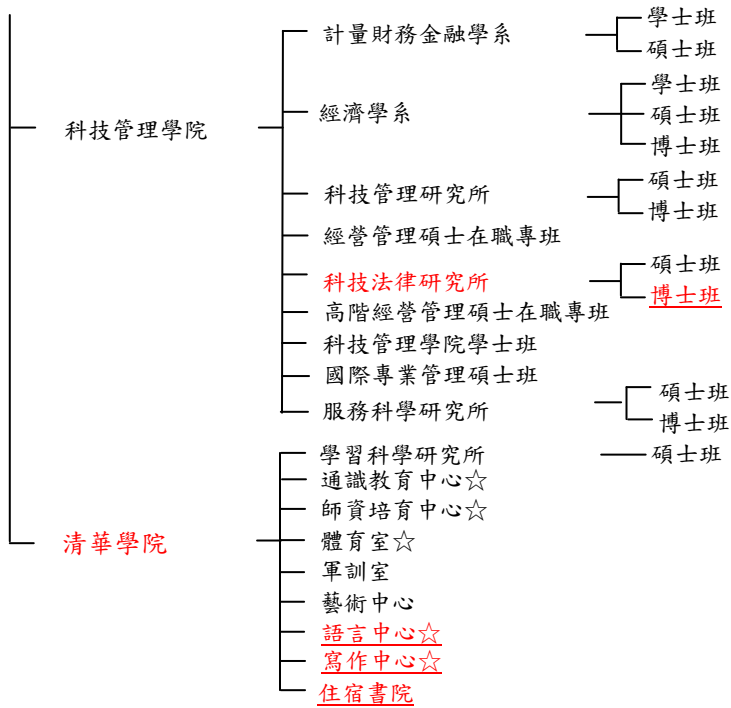 科技管理學院
計量財務金融學系
學士班
碩士班
經濟學系
學士班
碩士班
博士班
科技管理研究所
碩士班
博士班
經營管理碩士在職專班
科技法律研究所
碩士班
博士班
高階經營管理碩士在職專班
科技管理學院學士班
國際專業管理碩士班
服務科學研究所
碩士班
博士班
清華學院
學習科學研究所
碩士班
通識教育中心☆
師資培育中心☆
體育室☆
軍訓室
藝術中心
語言中心☆
寫作中心☆
住宿書院